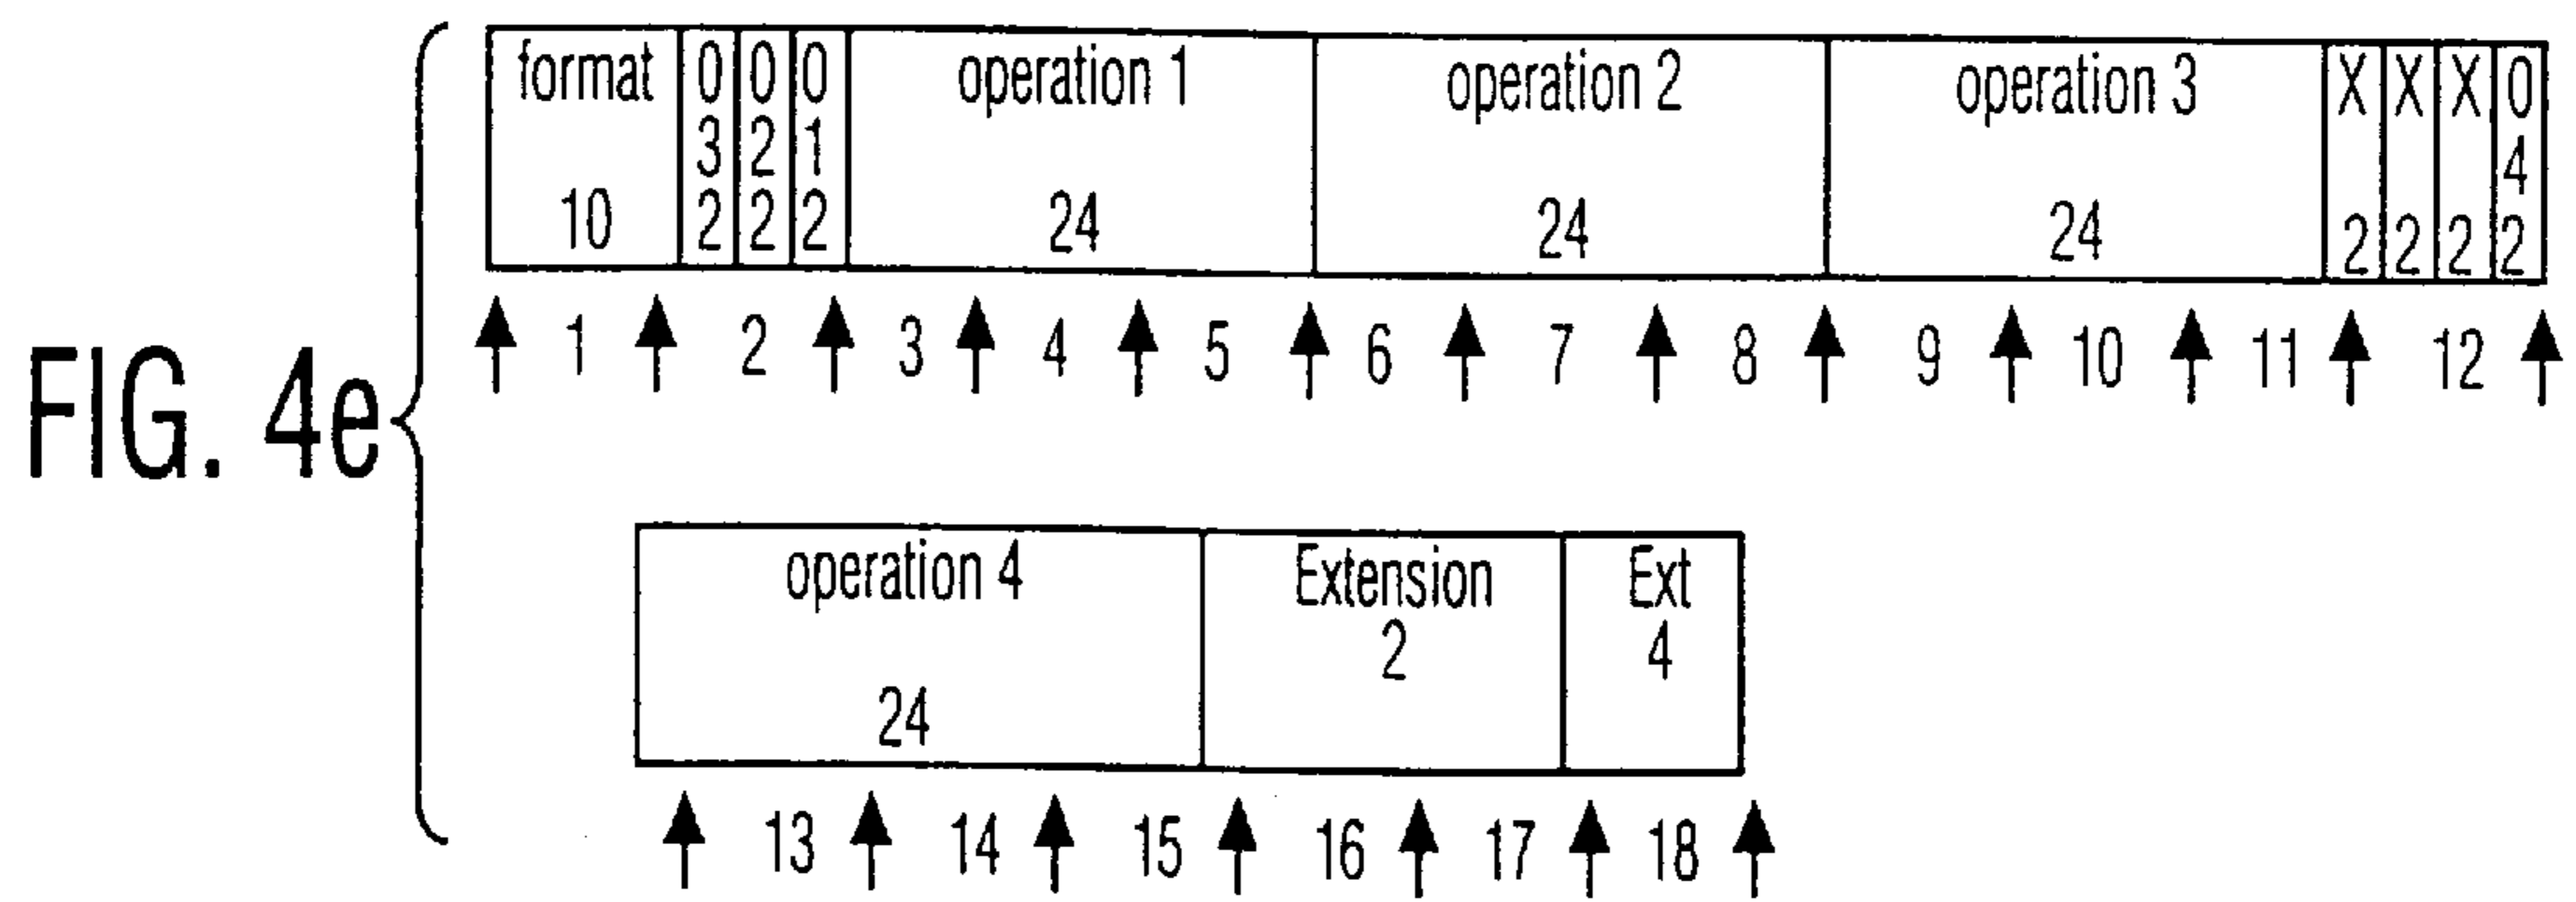 format 0 0 0 operation 1 operation 2 operation 3 X X X 0
3 2 1 4
10 2 2 2 24 24 24 2 2 2 2
1 2 3 4 5 6 7 8 9 10 11 12
FIG. 4e
operation 4 Extension Ext
2 4
24
13 14 15 16 17 18